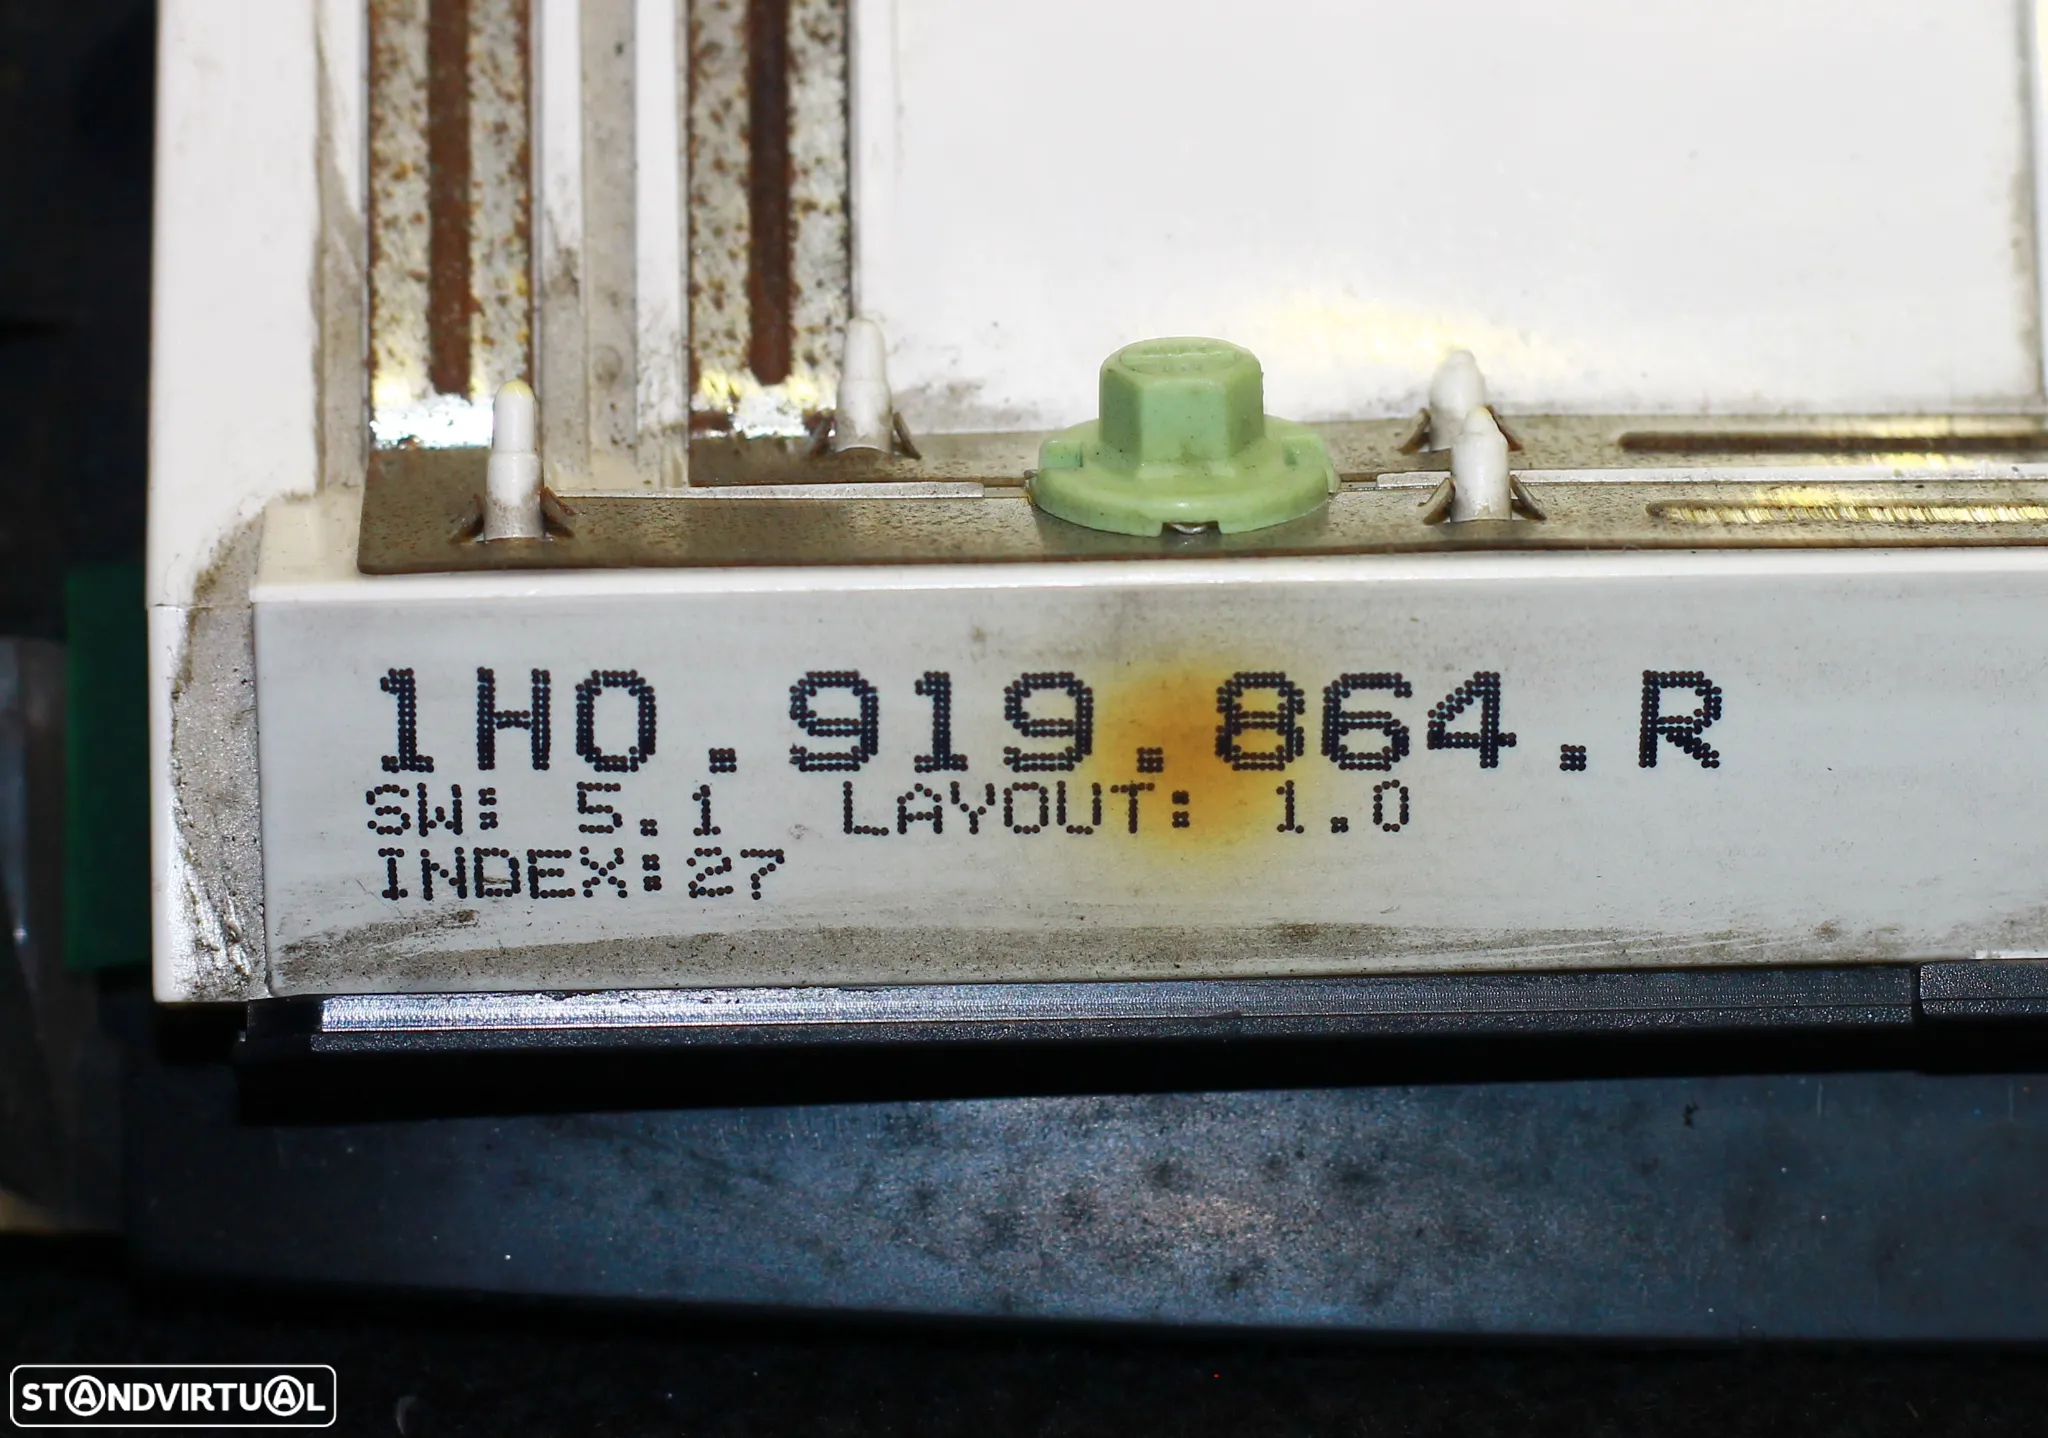 1H0.919.864.R
SW: 5.1 LAYOUT: 1.0
INDEX:27
STANDVIRTUAL